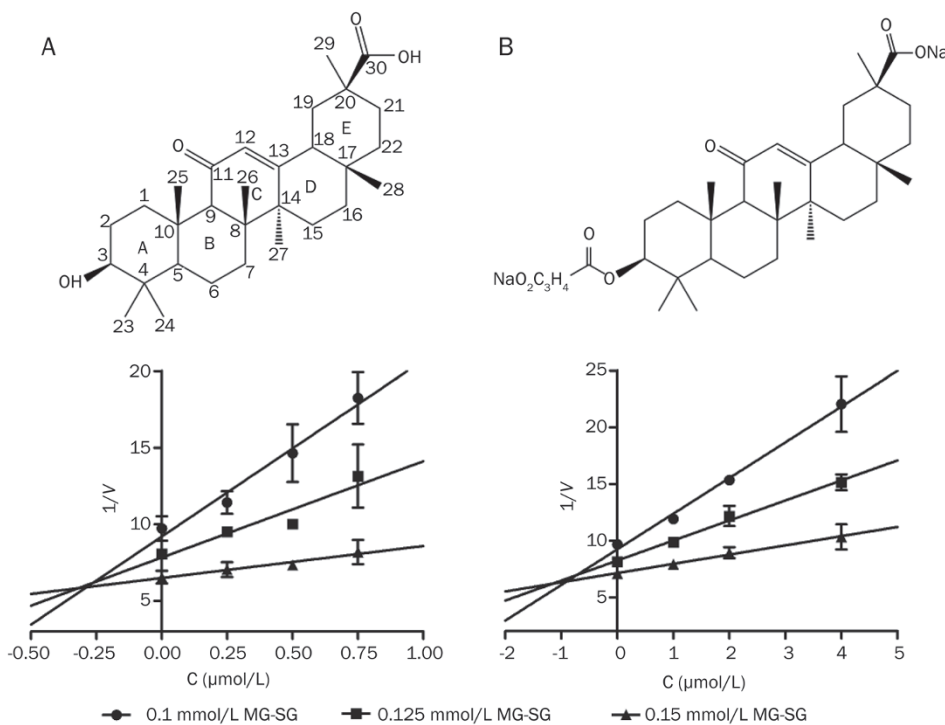 A
B
O
29
OH
30
19
20
21
E
12
18
22
O
11
13
17
25
26
C
D
28
1
14
16
2
10
9
8
15
A
B
27
3
4
5
7
OH
6
23
24
O
ONa
O
O
NaO₂C₃H₄
O
20
15
10
5
1/V
-0.50
-0.25
0.00
0.25
0.50
0.75
1.00
C (μmol/L)
25
20
15
10
5
1/V
-2
-1
0
1
2
3
4
5
C (μmol/L)
0.1 mmol/L MG-SG
0.125 mmol/L MG-SG
0.15 mmol/L MG-SG